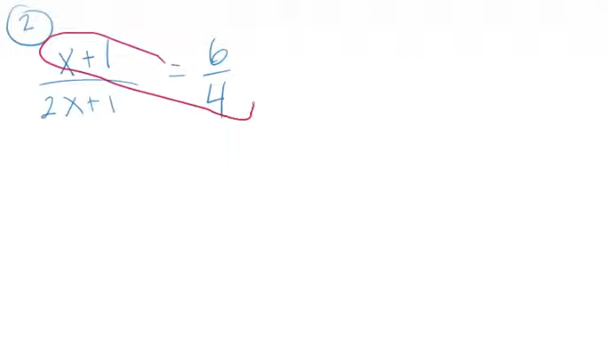 2
x+1/2x+1 = 6/4